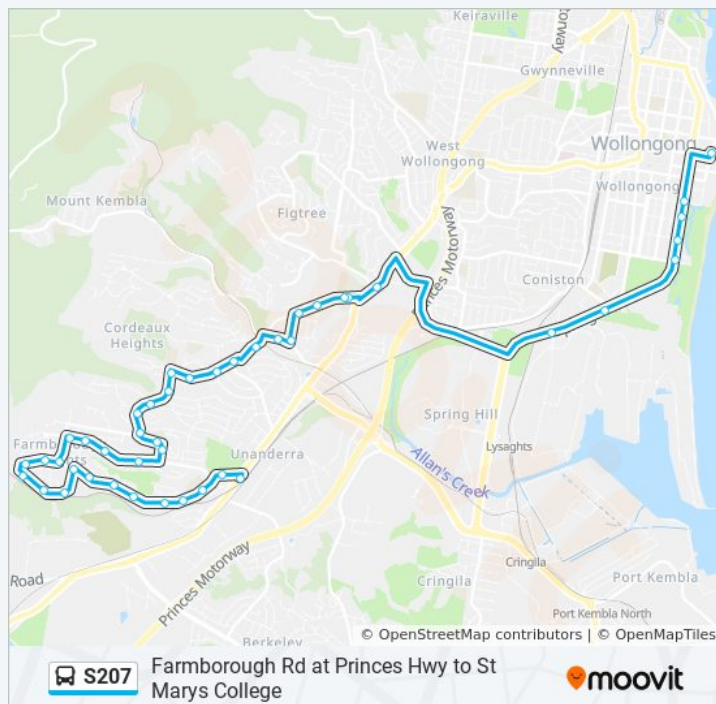 Keiraville
Gwynneville
Wollongong
West
Wollongong
Wollongong
Mount Kembla
Figtree
Princes Motorway
Coniston
Cordeaux
Heights
Spring Hill
Lysaghts
Unanderra
Allan's Creek
Cringila
Road
Princes Motorway
Cringila
Port Kembla
Port Kembla North
Berkeley
© OpenStreetMap contributors | © OpenMapTiles
S207
Farmborough Rd at Princes Hwy to St
Marys College
moovit